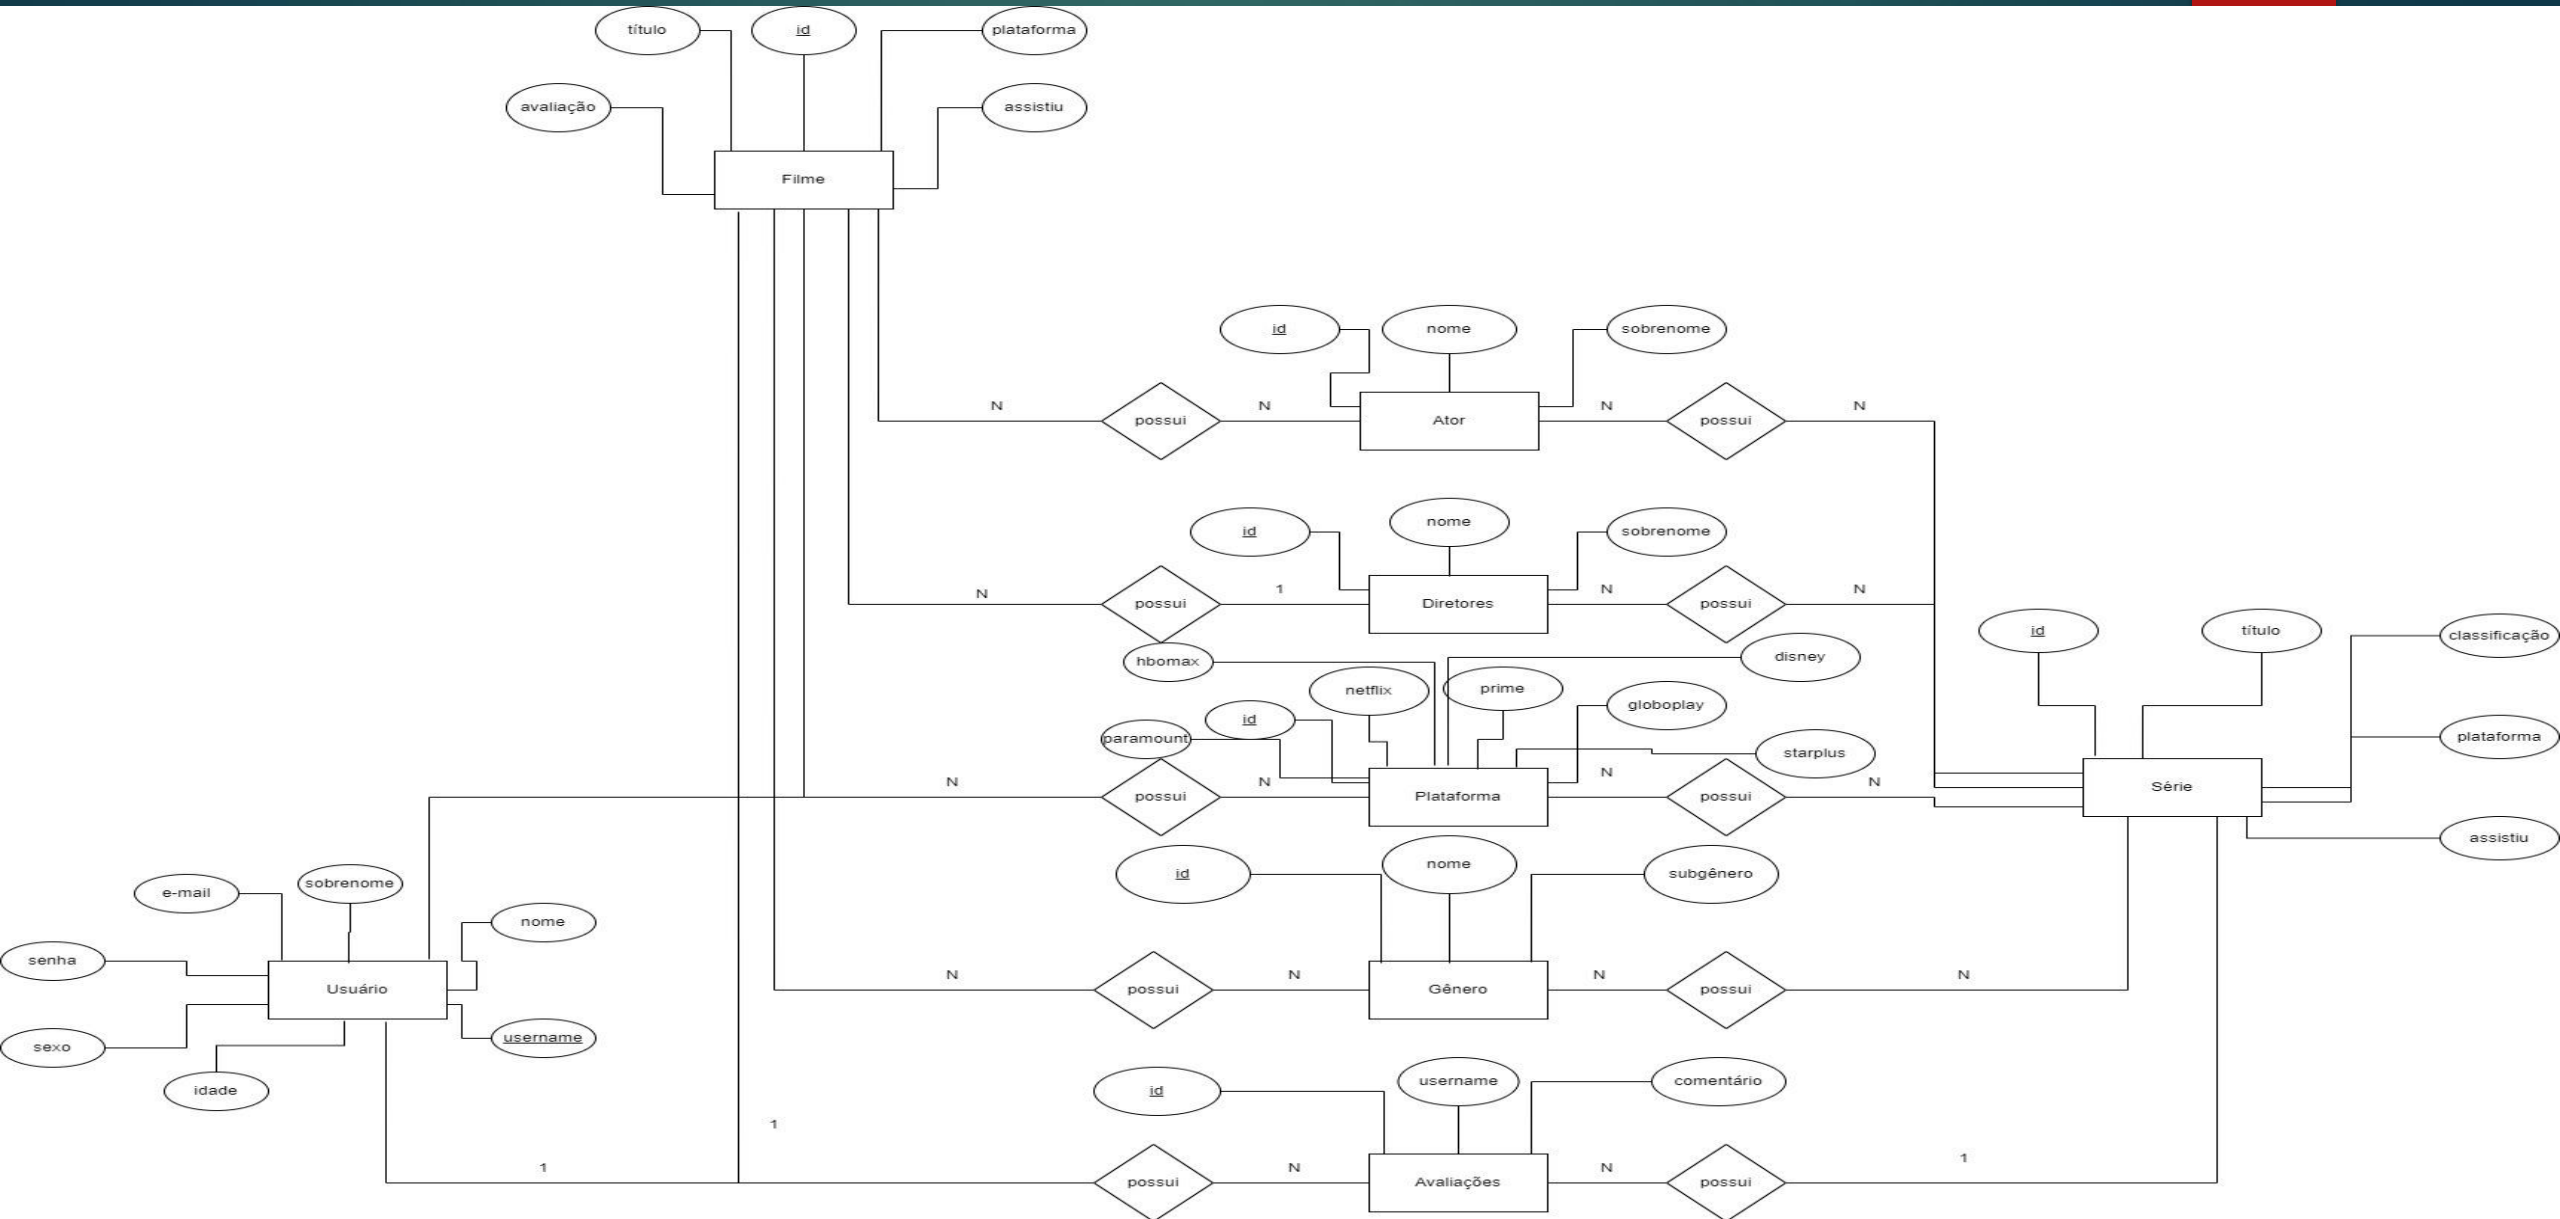 título
id
plataforma
avaliação
assistiu
Filme
id
nome
sobrenome
N
possui
N
Ator
N
possui
N
id
nome
sobrenome
N
possui
1
Diretores
N
possui
N
hbomax
disney
netflix
prime
id
globoplay
paramount
starplus
N
possui
N
Plataforma
N
possui
N
id
título
classificação
plataforma
Série
assistiu
id
nome
subgênero
e-mail
sobrenome
nome
senha
Usuário
sexo
username
idade
N
possui
N
Gênero
N
possui
N
id
username
comentário
1
1
possui
N
Avaliações
N
possui
1